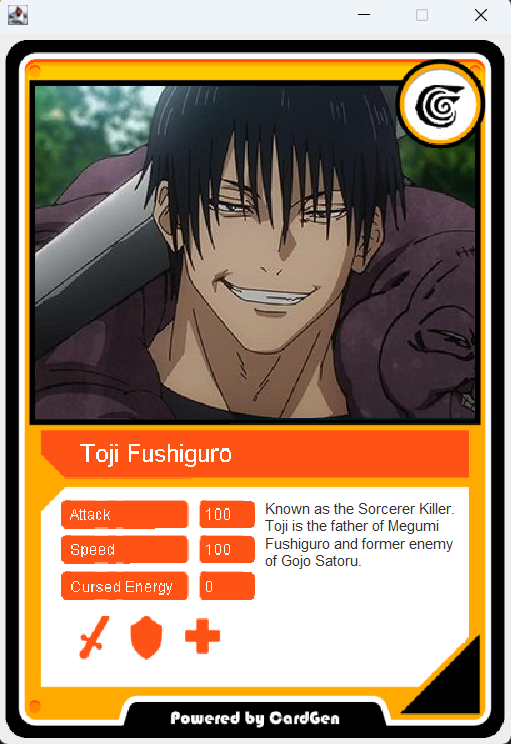 Toji Fushiguro
Attack 100
Speed 100
Cursed Energy 0
Known as the Sorcerer Killer.
Toji is the father of Megumi
Fushiguro and former enemy
of Gojo Satoru.
Powered by CardGen